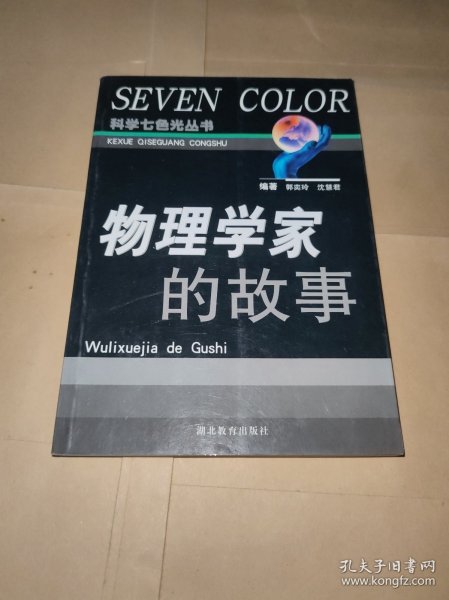 SEVEN COLOR
科学七色光丛书
KEXUE QISEGUANG CONGSHU
编著 郭奕玲 沈慧君
物理学家
的故事
Wulixuejia de Gushi
湖北教育出版社
孔夫子旧书网
www.kongfz.com